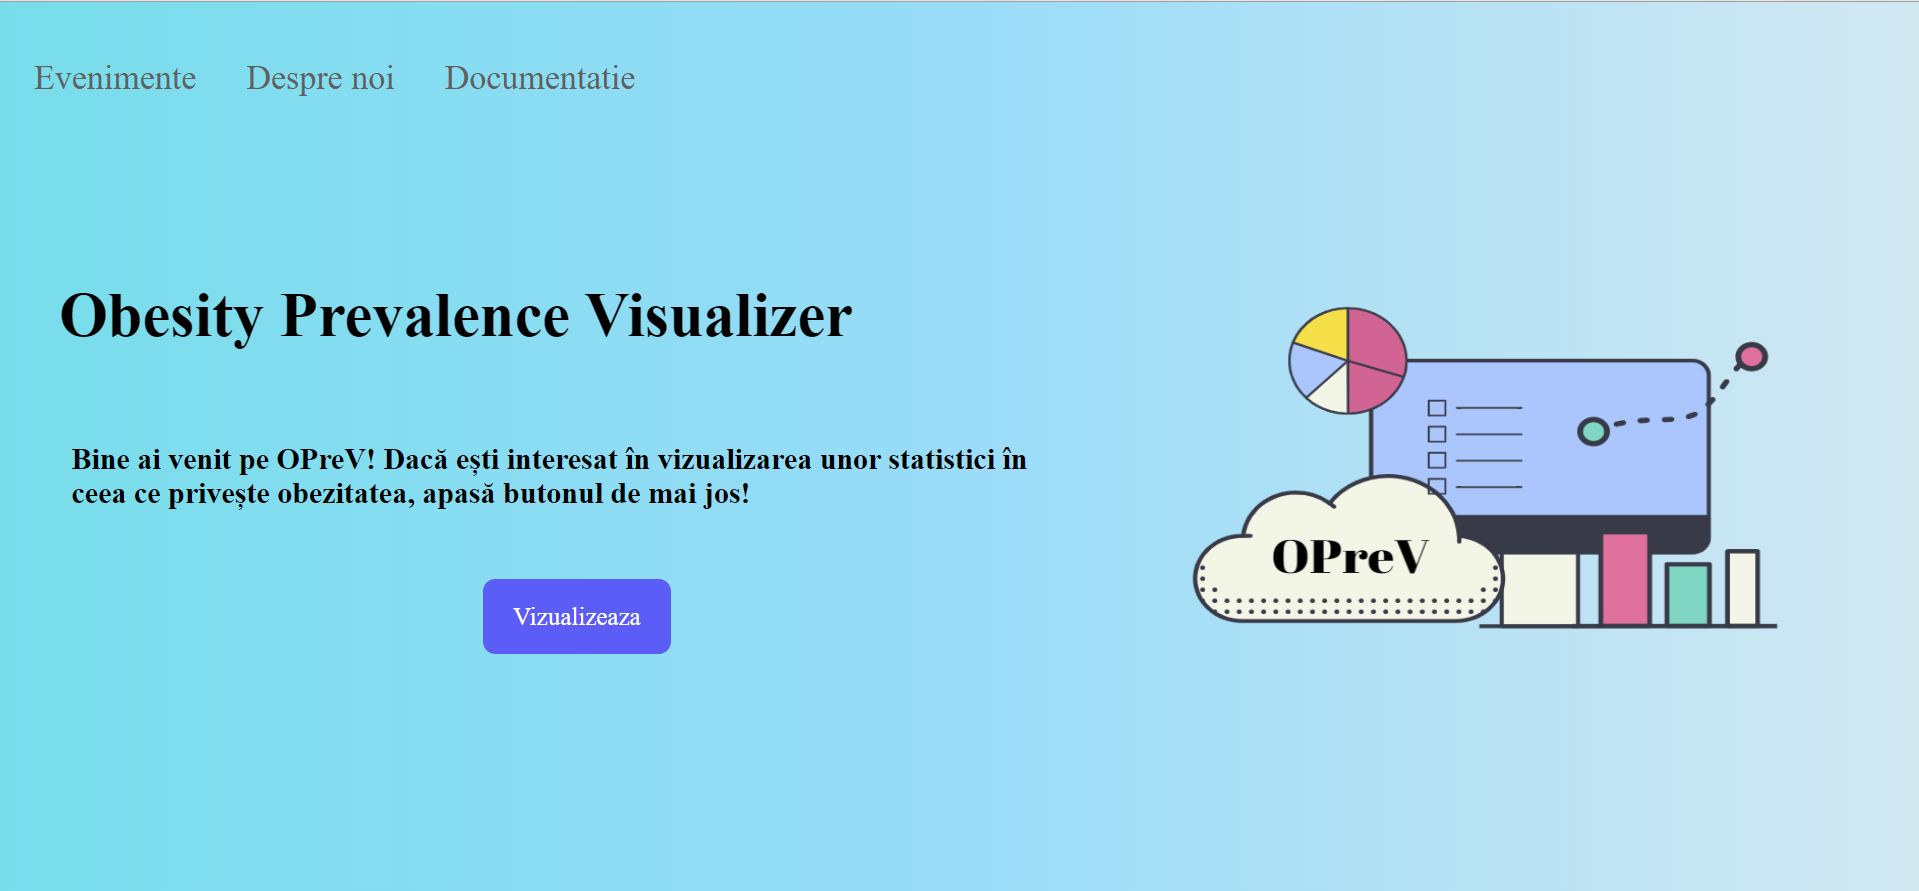 Evenimente Despre noi Documentatie
Obesity Prevalence Visualizer
Bine ai venit pe OPreV! Dacă ești interesat în vizualizarea unor statistici în
ceea ce privește obezitatea, apasă butonul de mai jos!
Vizualizeaza
OPreV